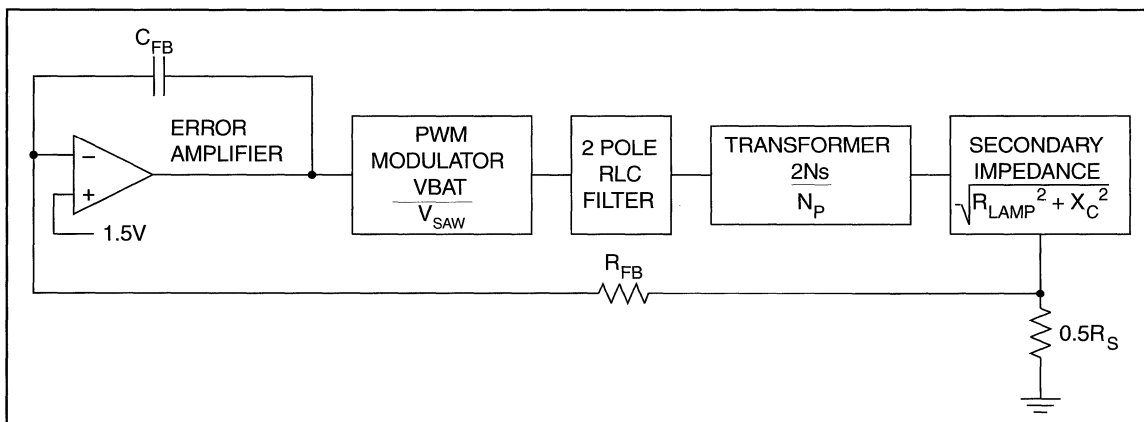 C_FB
ERROR
AMPLIFIER
−
+
1.5V
PWM
MODULATOR
VBAT
V_SAW
2 POLE
RLC
FILTER
TRANSFORMER
2Ns
N_P
SECONDARY
IMPEDANCE
√R_LAMP² + X_C²
R_FB
0.5R_S